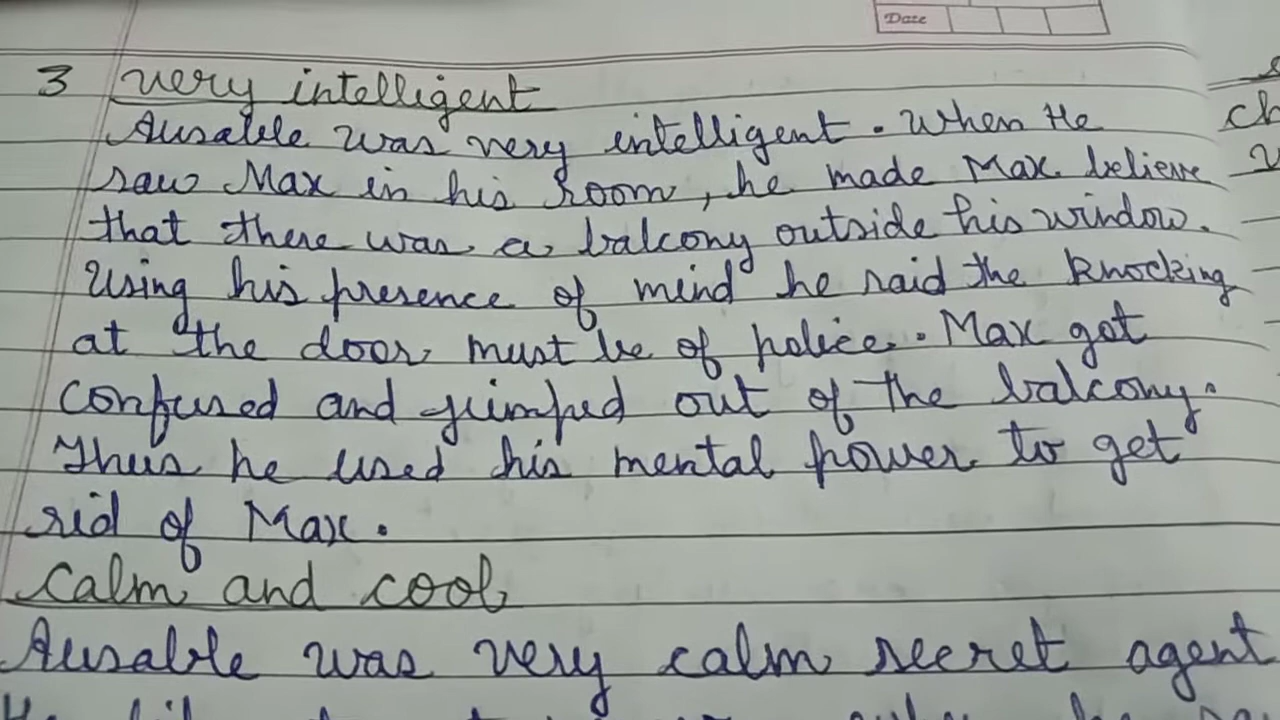 Date
3 very intelligent
Ausable was very intelligent. When He
saw Max in his room, he made Max believe
that there was a balcony outside his window.
Using his presence of mind he said the knocking
at the door must be of police. Max got
confused and jumped out of the balcony.
Thus he used his mental power to get
rid of Max.
Calm and cool
Ausable was very calm secret agent